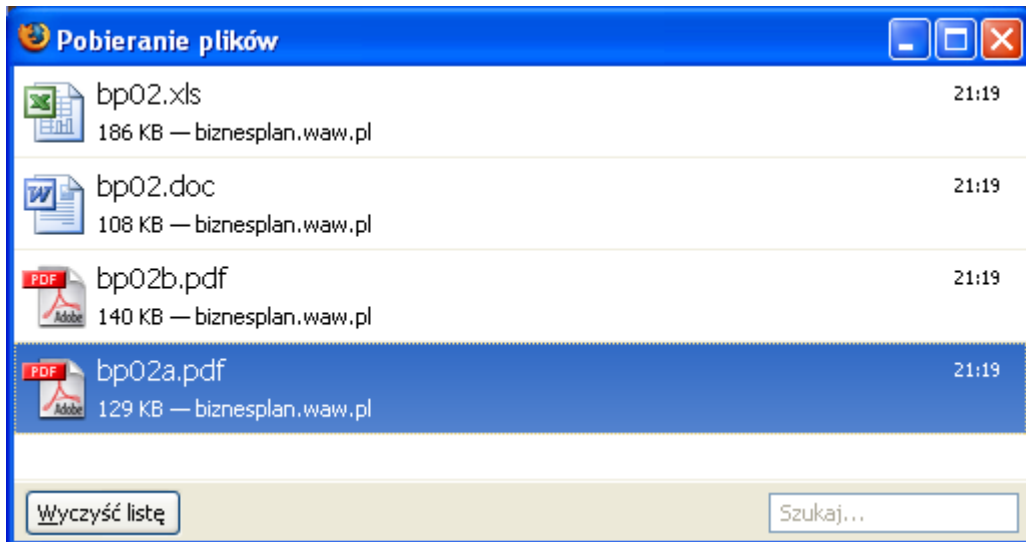 Pobieranie plików
bp02.xls
21:19
186 KB — biznesplan.waw.pl
bp02.doc
21:19
108 KB — biznesplan.waw.pl
PDF
bp02b.pdf
21:19
Adobe
140 KB — biznesplan.waw.pl
PDF
bp02a.pdf
21:19
Adobe
129 KB — biznesplan.waw.pl
Wyczyść listę
Szukaj...